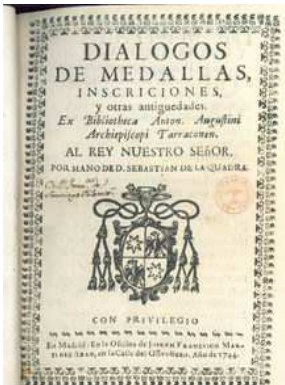 DIALOGOS
DE MEDALLAS,
INSCRICIONES,
y otras antiguedades.
Ex Bibliotheca Anton. Augustini
Archiepiscopi Tarraconen.
AL REY NUESTRO SEñOR,
POR MANO DE D. SEBASTIAN DE LA QUADRA.
CON PRIVILEGIO
En Madrid: En la Oficina de JOSEPH FRANCISCO MAR-
TINEZ ABAD, en la Calle del Olivo baxo. Año de 1744.